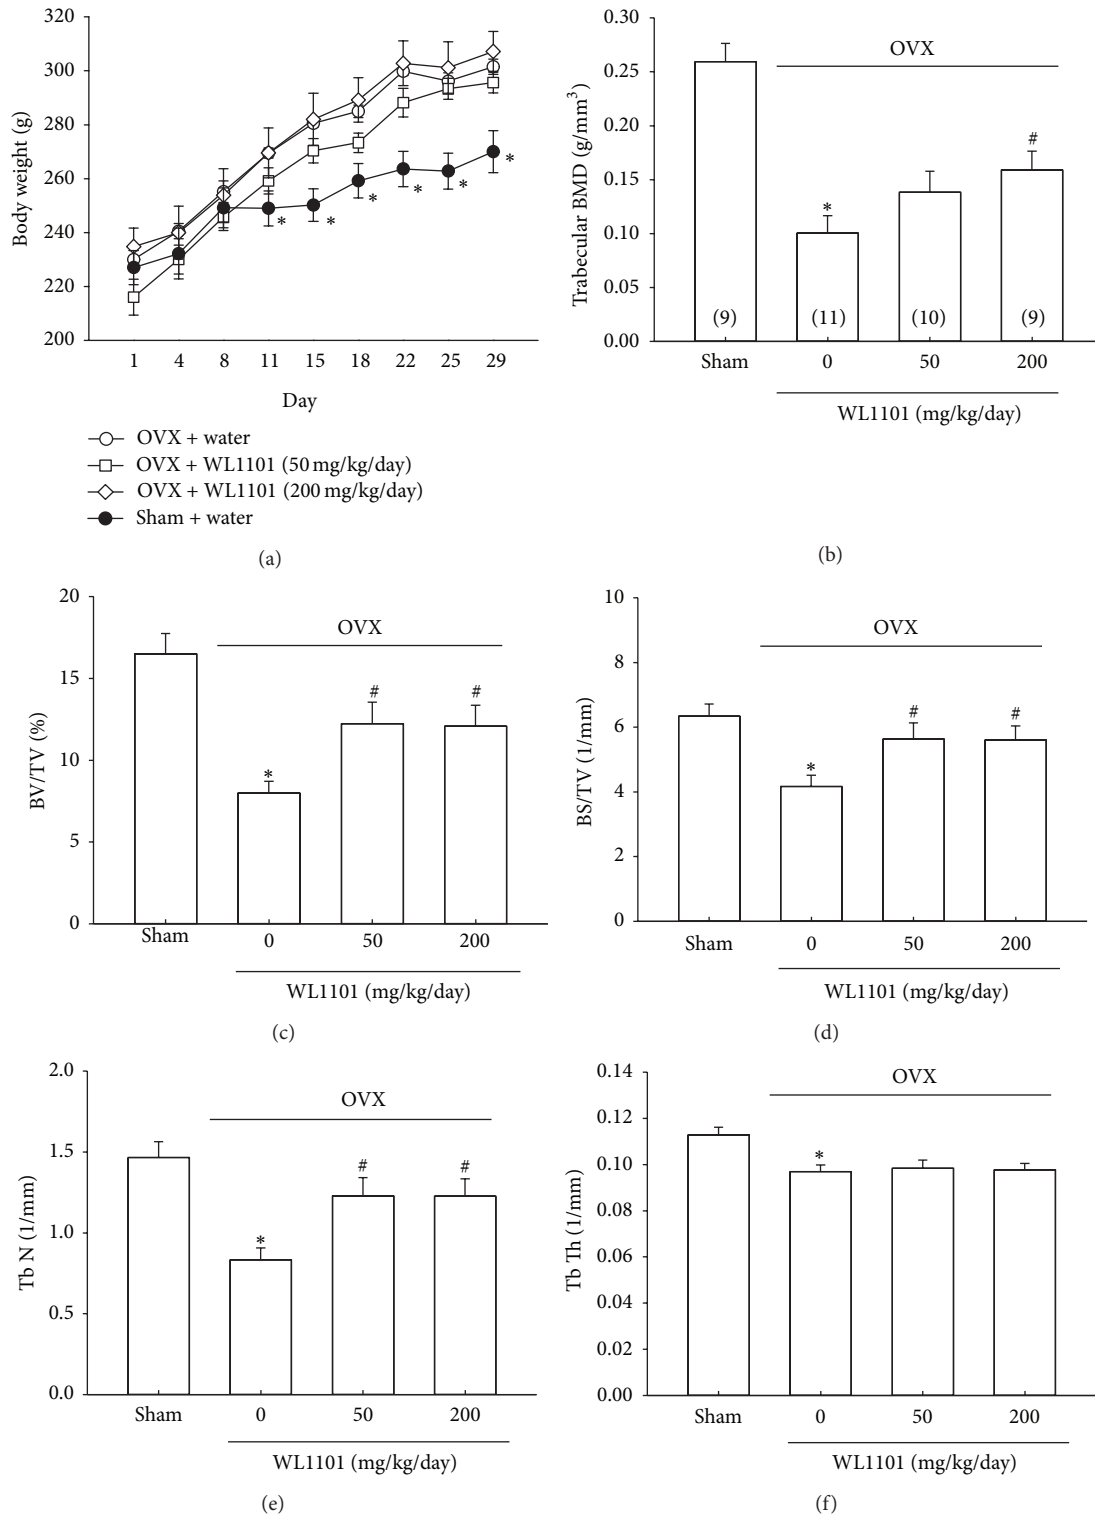 320
300
280
260
240
220
200
Body weight (g)
* * * * * *
1 4 8 11 15 18 22 25 29
Day
OVX + water
OVX + WL1101 (50 mg/kg/day)
OVX + WL1101 (200 mg/kg/day)
Sham + water
(a)
0.30
0.25
0.20
0.15
0.10
0.05
0.00
Trabecular BMD (g/mm³)
OVX
* #
(9) (11) (10) (9)
Sham 0 50 200
WL1101 (mg/kg/day)
(b)
20
15
10
5
0
BV/TV (%)
OVX
* # #
Sham 0 50 200
WL1101 (mg/kg/day)
(c)
10
8
6
4
2
0
BS/TV (1/mm)
OVX
* # #
Sham 0 50 200
WL1101 (mg/kg/day)
(d)
2.0
1.5
1.0
0.5
0.0
Tb N (1/mm)
OVX
* # #
Sham 0 50 200
WL1101 (mg/kg/day)
(e)
0.14
0.12
0.10
0.08
0.06
0.04
0.02
0.00
Tb Th (1/mm)
OVX
*
Sham 0 50 200
WL1101 (mg/kg/day)
(f)